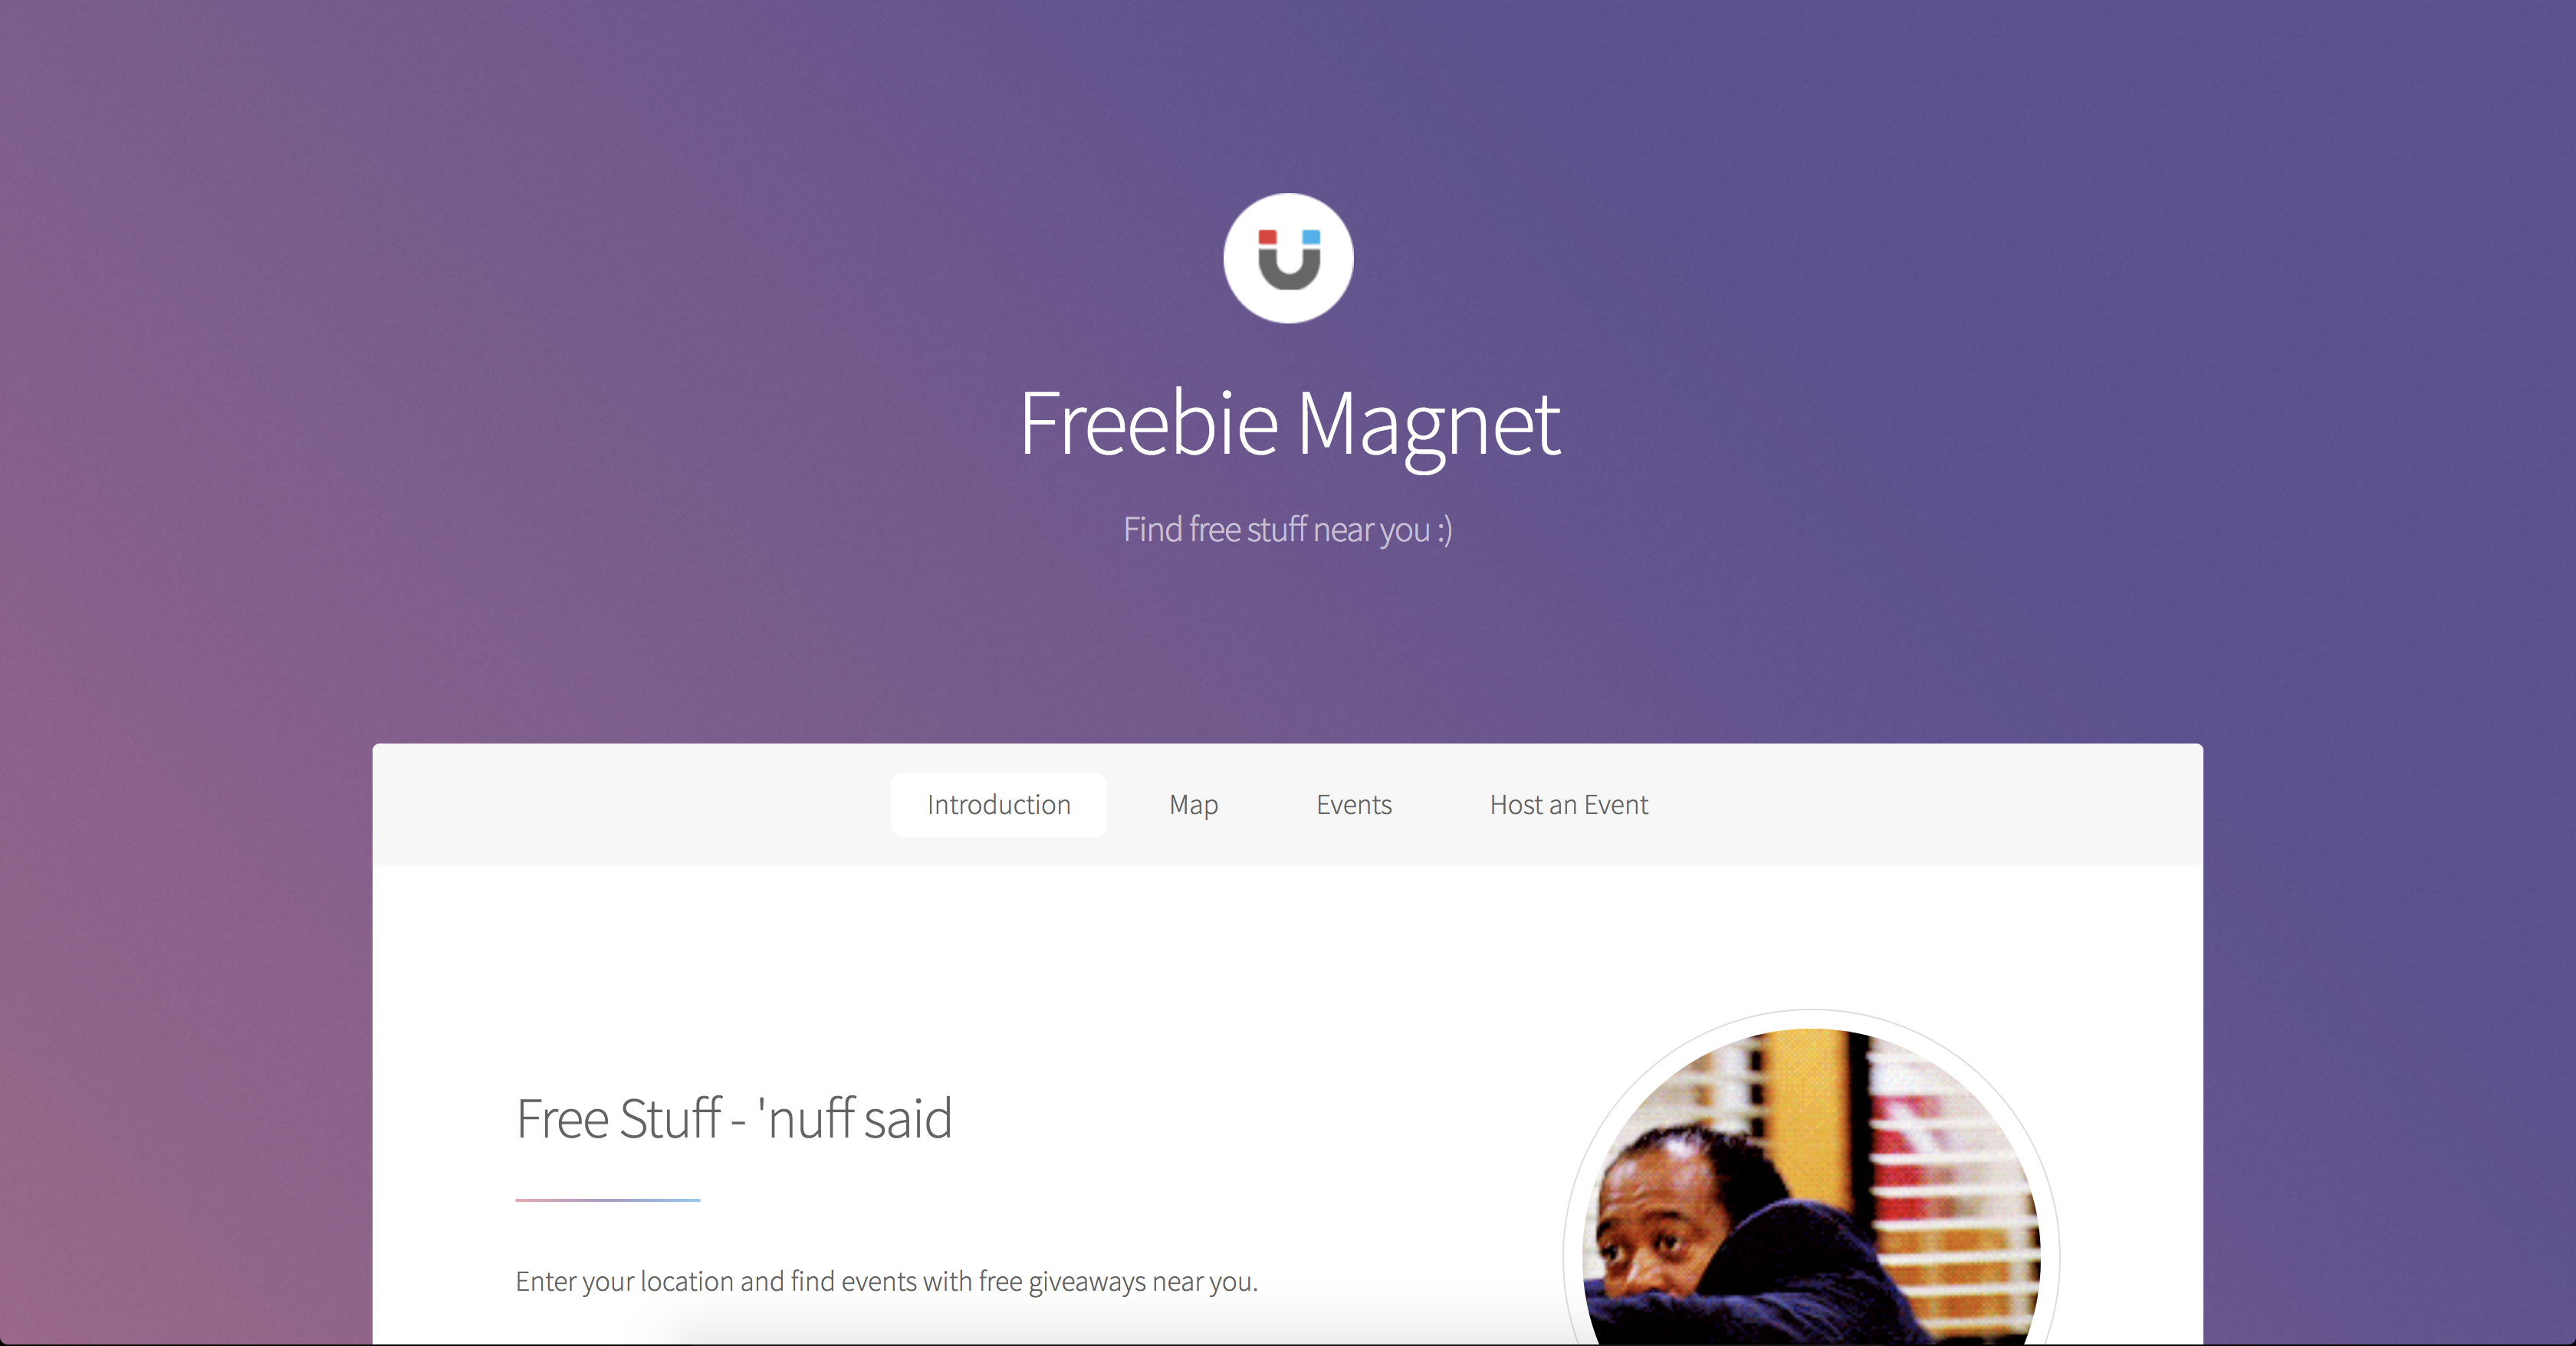 Freebie Magnet
Find free stuff near you :)
Introduction
Map
Events
Host an Event
Free Stuff - 'nuff said
Enter your location and find events with free giveaways near you.